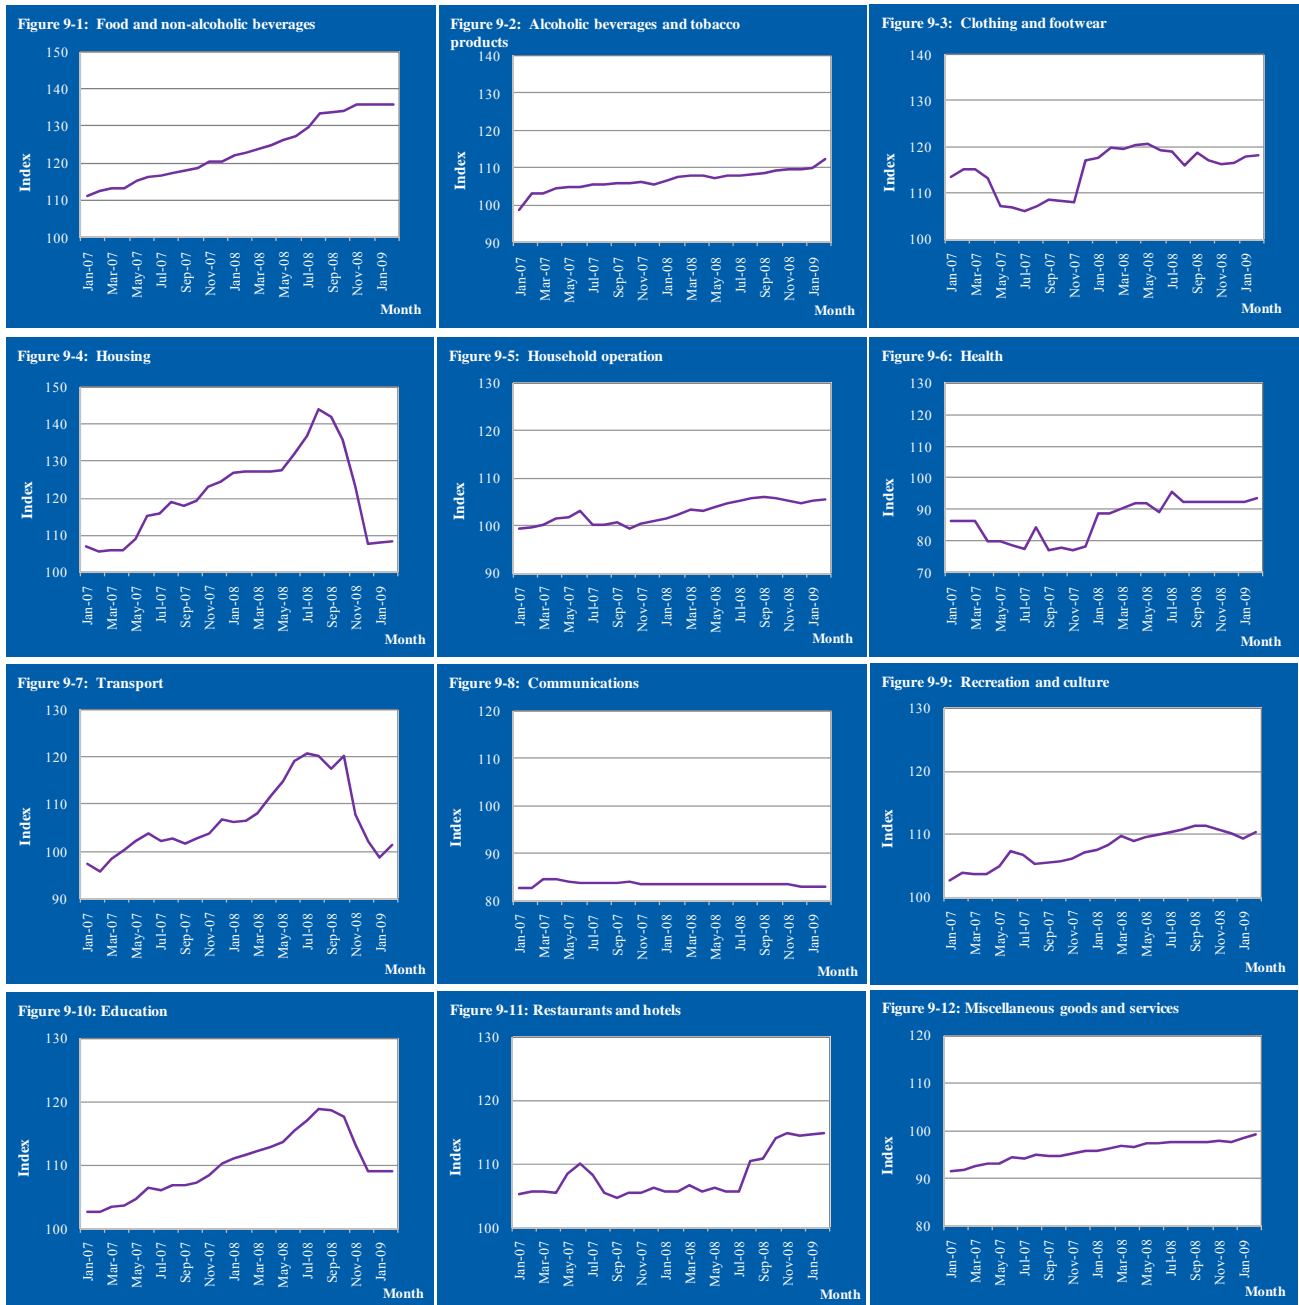 Figure 9-1: Food and non-alcoholic beverages
150
140
130
120
110
100
Index
Jan-07
Mar-07
May-07
Jul-07
Sep-07
Nov-07
Jan-08
Mar-08
May-08
Jul-08
Sep-08
Nov-08
Jan-09
Month
Figure 9-2: Alcoholic beverages and tobacco
products
140
130
120
110
100
90
Index
Jan-07
Mar-07
May-07
Jul-07
Sep-07
Nov-07
Jan-08
Mar-08
May-08
Jul-08
Sep-08
Nov-08
Jan-09
Month
Figure 9-3: Clothing and footwear
140
130
120
110
100
Index
Jan-07
Mar-07
May-07
Jul-07
Sep-07
Nov-07
Jan-08
Mar-08
May-08
Jul-08
Sep-08
Nov-08
Jan-09
Month
Figure 9-4: Housing
150
140
130
120
110
100
Index
Jan-07
Mar-07
May-07
Jul-07
Sep-07
Nov-07
Jan-08
Mar-08
May-08
Jul-08
Sep-08
Nov-08
Jan-09
Month
Figure 9-5: Household operation
130
120
110
100
90
Index
Jan-07
Mar-07
May-07
Jul-07
Sep-07
Nov-07
Jan-08
Mar-08
May-08
Jul-08
Sep-08
Nov-08
Jan-09
Month
Figure 9-6: Health
130
120
110
100
90
80
70
Index
Jan-07
Mar-07
May-07
Jul-07
Sep-07
Nov-07
Jan-08
Mar-08
May-08
Jul-08
Sep-08
Nov-08
Jan-09
Month
Figure 9-7: Transport
130
120
110
100
90
Index
Jan-07
Mar-07
May-07
Jul-07
Sep-07
Nov-07
Jan-08
Mar-08
May-08
Jul-08
Sep-08
Nov-08
Jan-09
Month
Figure 9-8: Communications
120
110
100
90
80
Index
Jan-07
Mar-07
May-07
Jul-07
Sep-07
Nov-07
Jan-08
Mar-08
May-08
Jul-08
Sep-08
Nov-08
Jan-09
Month
Figure 9-9: Recreation and culture
130
120
110
100
Index
Jan-07
Mar-07
May-07
Jul-07
Sep-07
Nov-07
Jan-08
Mar-08
May-08
Jul-08
Sep-08
Nov-08
Jan-09
Month
Figure 9-10: Education
130
120
110
100
Index
Jan-07
Mar-07
May-07
Jul-07
Sep-07
Nov-07
Jan-08
Mar-08
May-08
Jul-08
Sep-08
Nov-08
Jan-09
Month
Figure 9-11: Restaurants and hotels
130
120
110
100
Index
Jan-07
Mar-07
May-07
Jul-07
Sep-07
Nov-07
Jan-08
Mar-08
May-08
Jul-08
Sep-08
Nov-08
Jan-09
Month
Figure 9-12: Miscellaneous goods and services
120
110
100
90
80
Index
Jan-07
Mar-07
May-07
Jul-07
Sep-07
Nov-07
Jan-08
Mar-08
May-08
Jul-08
Sep-08
Nov-08
Jan-09
Month